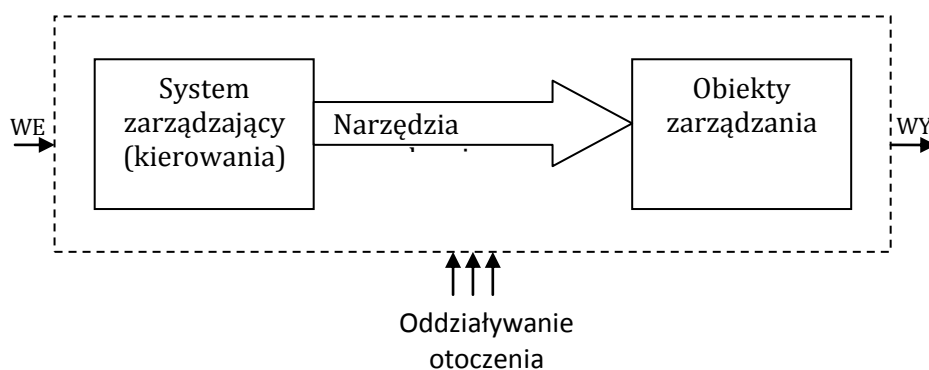 WE
System
zarządzający
(kierowania)
Narzędzia
Obiekty
zarządzania
WY
Oddziaływanie
otoczenia